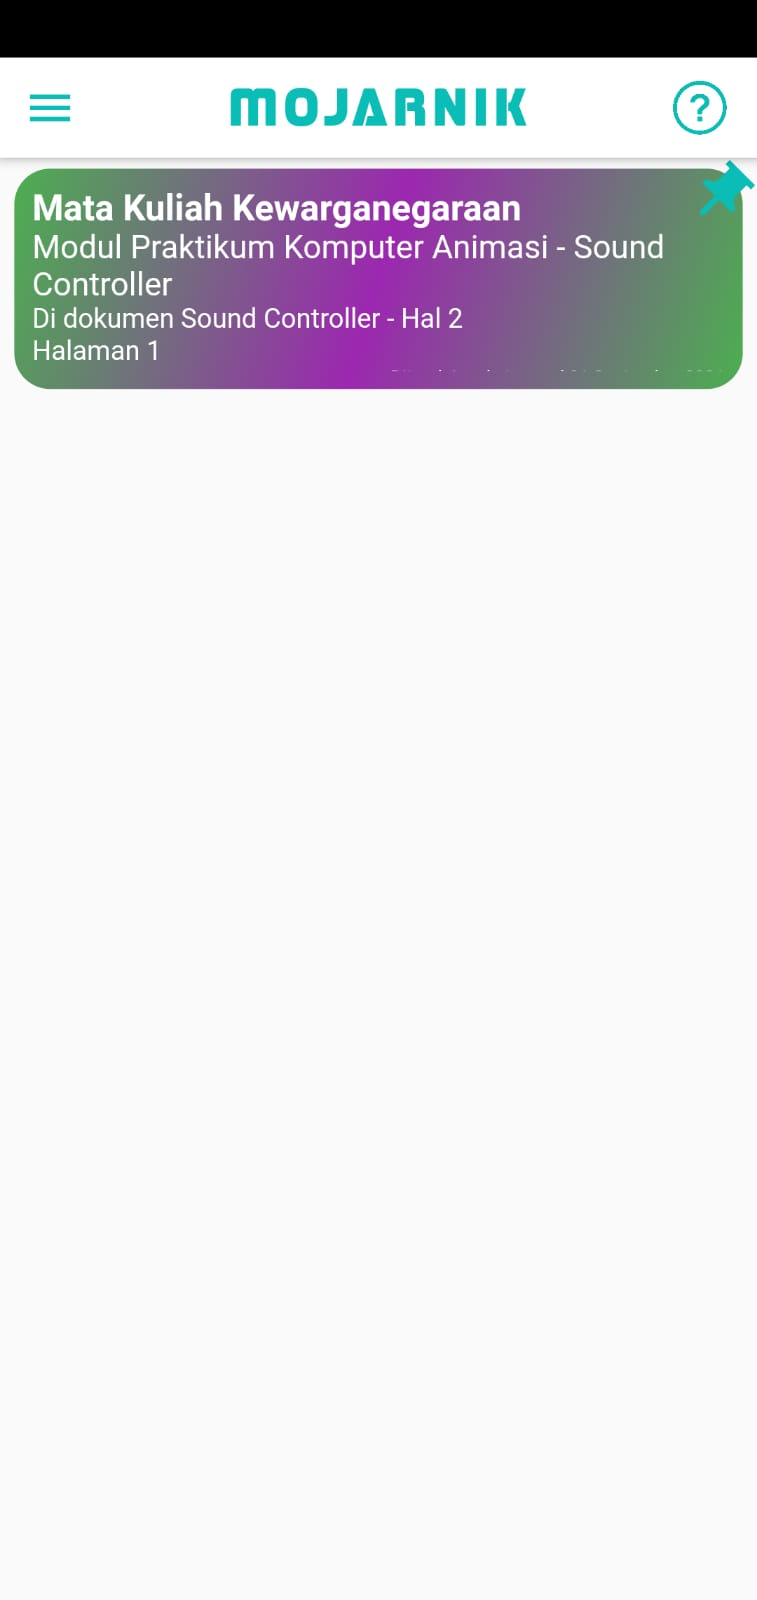 MOJARNIK
?
Mata Kuliah Kewarganegaraan
Modul Praktikum Komputer Animasi - Sound
Controller
Di dokumen Sound Controller - Hal 2
Halaman 1